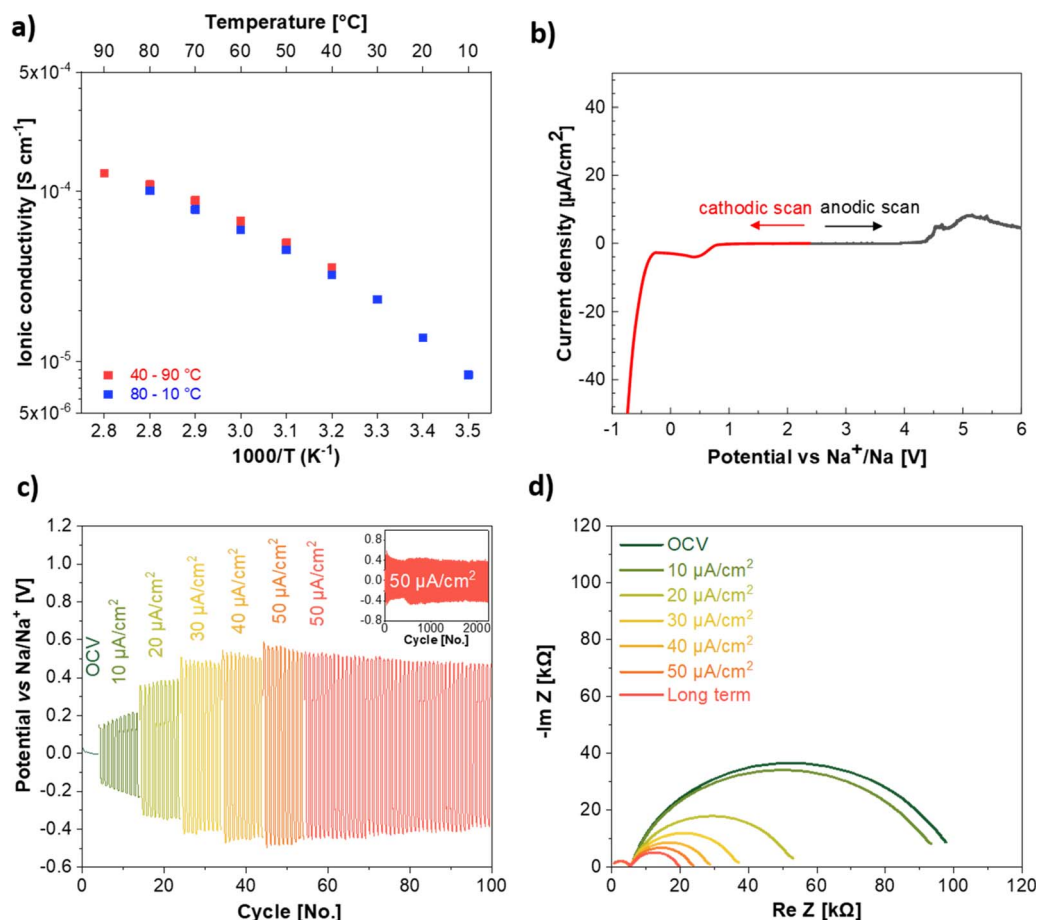 a)
Temperature [°C]
90 80 70 60 50 40 30 20 10
5x10⁻⁴
10⁻⁴
10⁻⁵
5x10⁻⁶
Ionic conductivity [S cm⁻¹]
40 - 90 °C
80 - 10 °C
2.8 2.8 2.9 3.0 3.1 3.2 3.3 3.4 3.5
1000/T (K⁻¹)
b)
40
20
0
-20
-40
Current density [µA/cm²]
cathodic scan
anodic scan
-1 0 1 2 3 4 5 6
Potential vs Na⁺/Na [V]
c)
1.2
1.0
0.8
0.6
0.4
0.2
0.0
-0.2
-0.4
-0.6
Potential vs Na/Na⁺ [V]
OCV
10 µA/cm²
20 µA/cm²
30 µA/cm²
40 µA/cm²
50 µA/cm²
50 µA/cm²
0.8
0.4
0.0
-0.4
-0.8
50 µA/cm²
0 1000 2000
Cycle [No.]
0 20 40 60 80 100
Cycle [No.]
d)
120
100
80
60
40
20
0
-Im Z [kΩ]
OCV
10 µA/cm²
20 µA/cm²
30 µA/cm²
40 µA/cm²
50 µA/cm²
Long term
0 20 40 60 80 100 120
Re Z [kΩ]